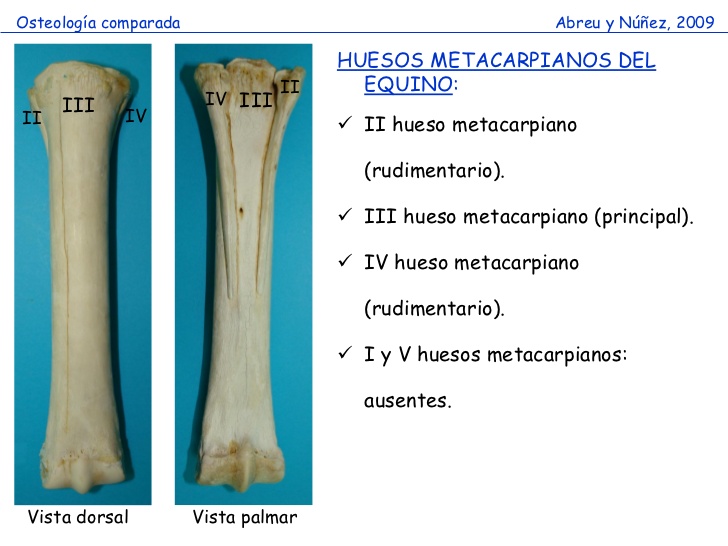 Osteología comparada
Abreu y Núñez, 2009
II
III
IV
IV
III
II
Vista dorsal
Vista palmar
HUESOS METACARPIANOS DEL
EQUINO:
✓ II hueso metacarpiano
(rudimentario).
✓ III hueso metacarpiano (principal).
✓ IV hueso metacarpiano
(rudimentario).
✓ I y V huesos metacarpianos:
ausentes.